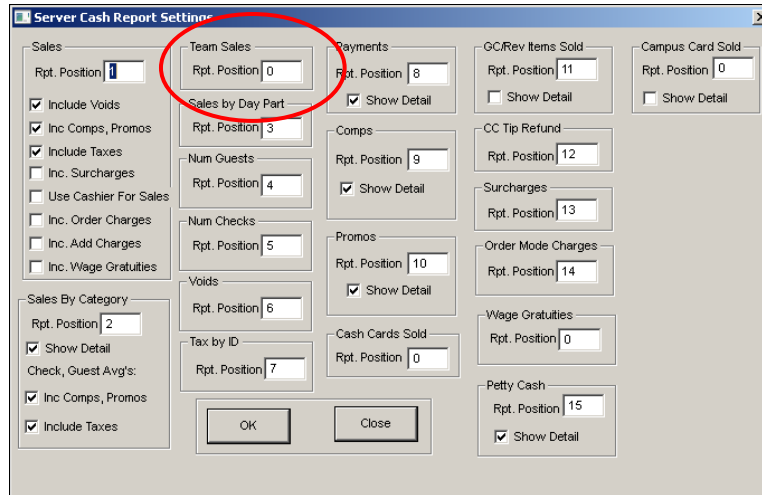 Server Cash Report Settings
Sales
Rpt. Position 1
Include Voids
Inc Comps, Promos
Include Taxes
Inc. Surcharges
Use Cashier For Sales
Inc. Order Charges
Inc. Add Charges
Inc. Wage Gratuities
Sales By Category
Rpt. Position 2
Show Detail
Check, Guest Avg's:
Inc Comps, Promos
Include Taxes
Team Sales
Rpt. Position 0
Sales by Day Part
Rpt. Position 3
Num Guests
Rpt. Position 4
Num Checks
Rpt. Position 5
Voids
Rpt. Position 6
Tax by ID
Rpt. Position 7
Payments
Rpt. Position 8
Show Detail
Comps
Rpt. Position 9
Show Detail
Promos
Rpt. Position 10
Show Detail
Cash Cards Sold
Rpt. Position 0
OK
Close
GC/Rev Items Sold
Rpt. Position 11
Show Detail
CC Tip Refund
Rpt. Position 12
Surcharges
Rpt. Position 13
Order Mode Charges
Rpt. Position 14
Wage Gratuities
Rpt. Position 0
Petty Cash
Rpt. Position 15
Show Detail
Campus Card Sold
Rpt. Position 0
Show Detail